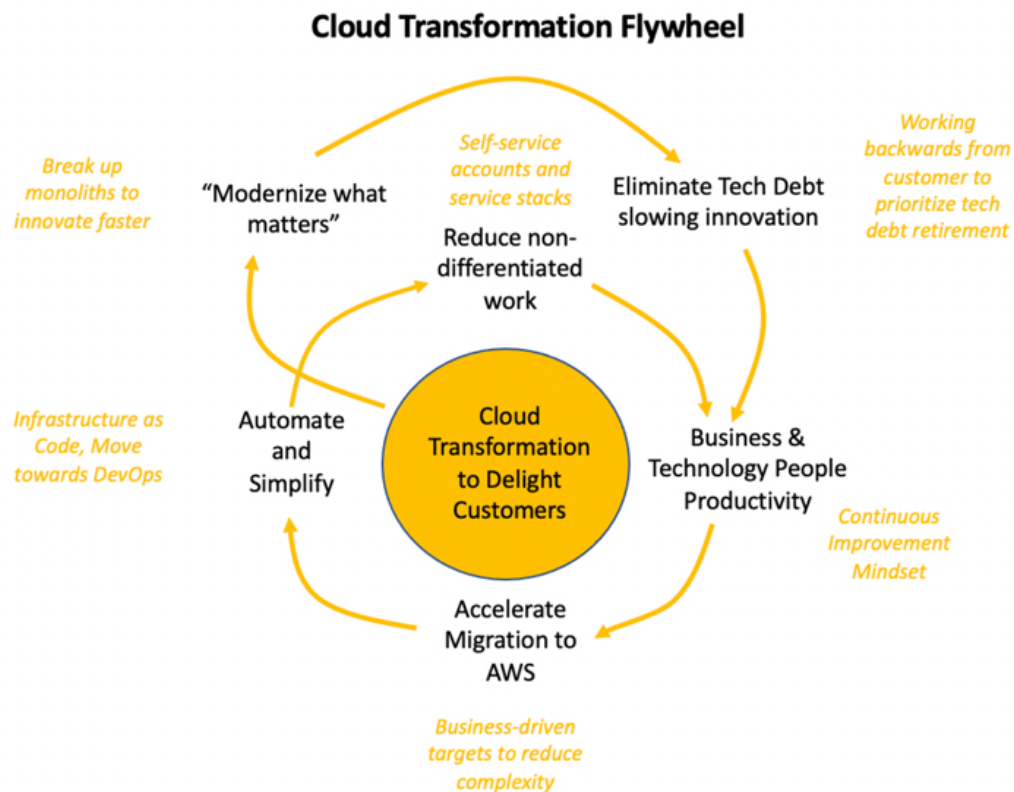 Cloud Transformation Flywheel
Break up
monoliths to
innovate faster
“Modernize what
matters”
Self-service
accounts and
service stacks
Reduce non-
differentiated
work
Eliminate Tech Debt
slowing innovation
Working
backwards from
customer to
prioritize tech
debt retirement
Infrastructure as
Code, Move
towards DevOps
Automate
and
Simplify
Cloud
Transformation
to Delight
Customers
Business &
Technology People
Productivity
Continuous
Improvement
Mindset
Accelerate
Migration to
AWS
Business-driven
targets to reduce
complexity